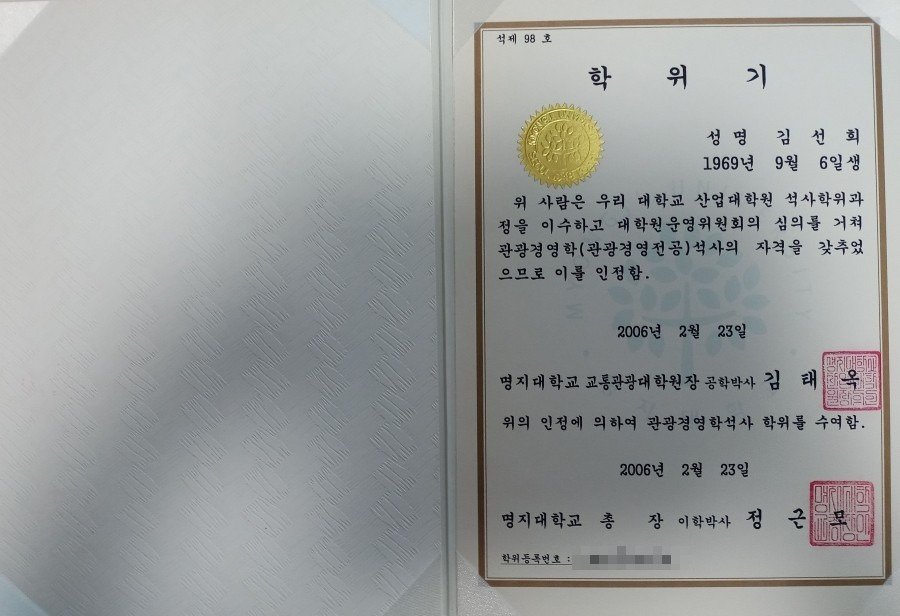 석제 98 호
학 위 기
성 명 김 선 희
1969년 9월 6일생
위 사람은 우리 대학교 산업대학원 석사학위과
정을 이수하고 대학원운영위원회의 심의를 거쳐
관광경영학(관광경영전공)석사의 자격을 갖추었
으므로 이를 인정함.
2006년 2월 23일
명지대학교 교통관광대학원장 공학박사 김 태 옥
위의 인정에 의하여 관광경영학석사 학위를 수여함.
2006년 2월 23일
명지대학교 총 장 이학박사 정 근 모
학위등록번호 :